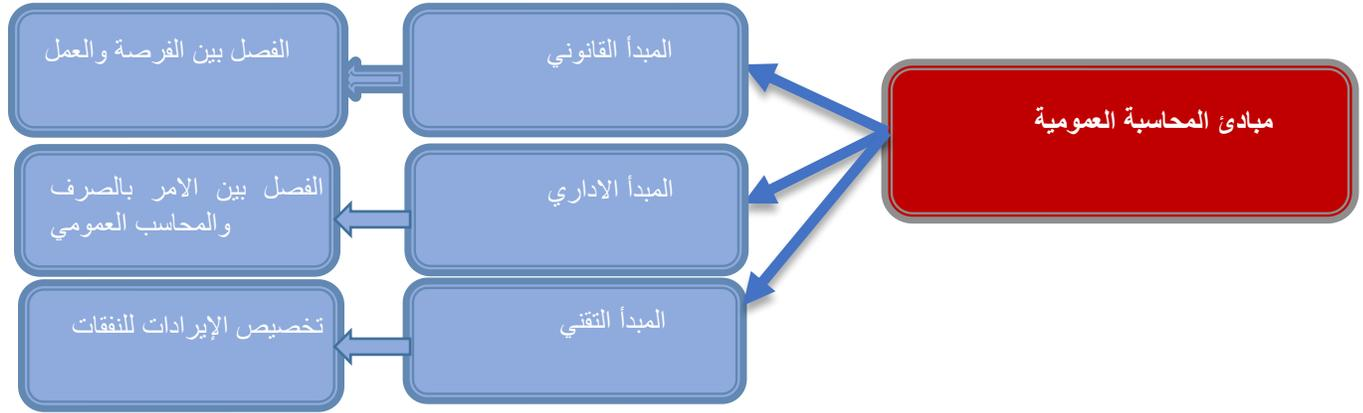 مبادئ المحاسبة العمومية
المبدأ القانوني
الفصل بين الفرصة والعمل
المبدأ الاداري
الفصل بين الامر بالصرف
والمحاسب العمومي
المبدأ التقني
تخصيص الإيرادات للنفقات